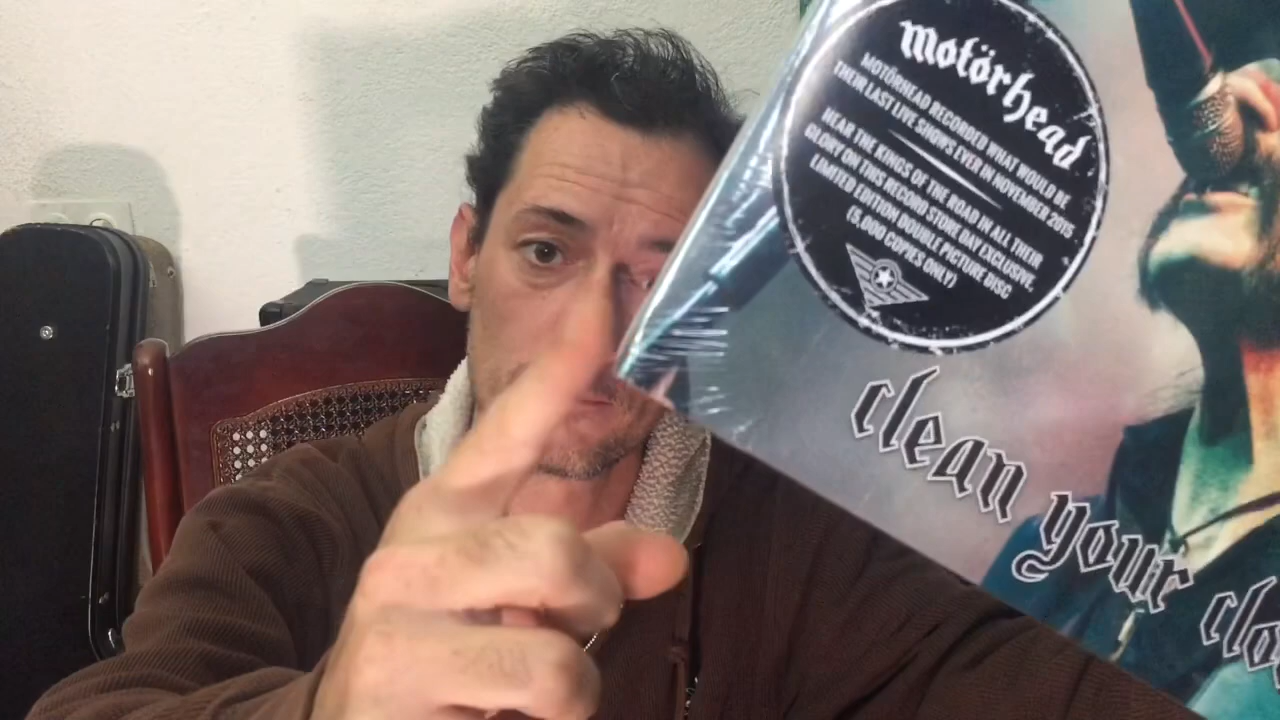 Motörhead
MOTÖRHEAD RECORDED WHAT WOULD BE
THEIR LAST LIVE SHOWS EVER IN NOVEMBER 2015
HEAR THE KINGS OF THE ROAD IN ALL THEIR
GLORY ON THIS RECORD STORE DAY EXCLUSIVE,
LIMITED EDITION DOUBLE PICTURE DISC
(5,000 COPIES ONLY)
clean your clo